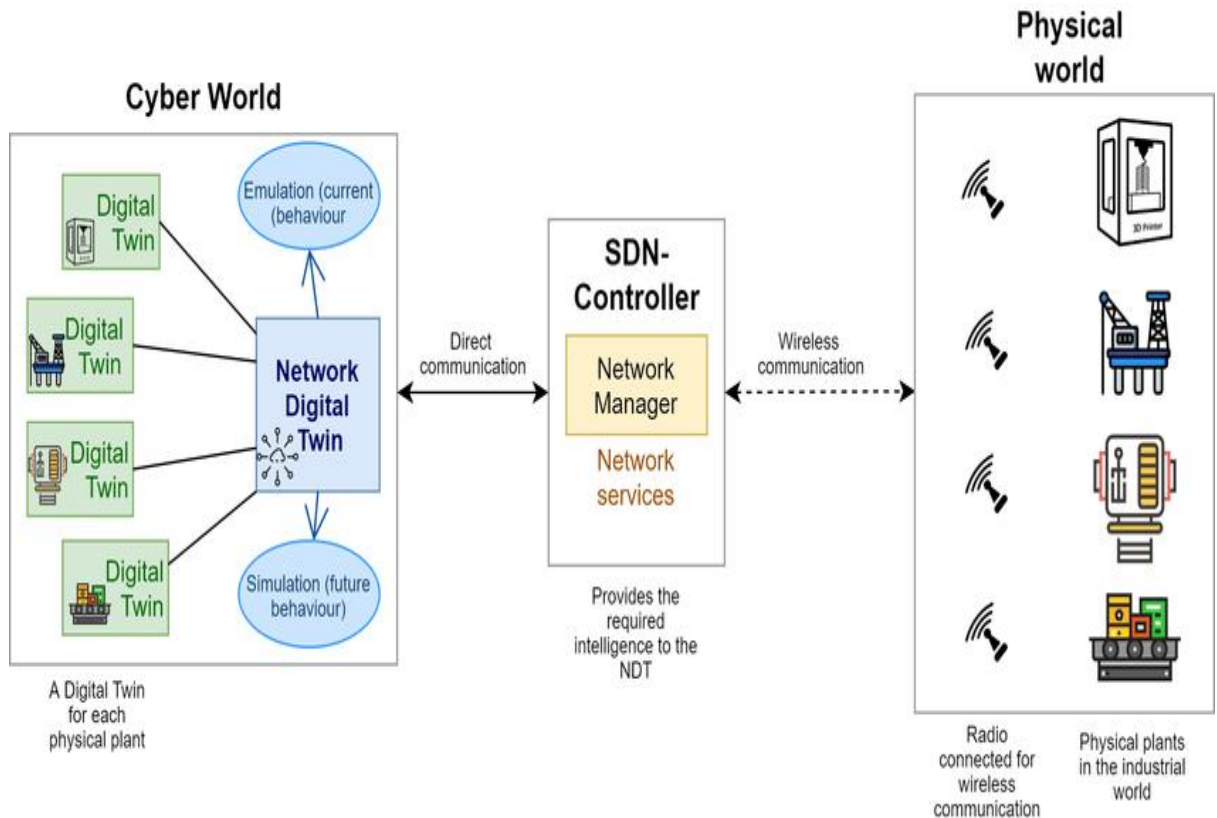 Cyber World
Digital
Twin
Digital
Twin
Digital
Twin
Digital
Twin
Emulation (current
(behaviour
Network
Digital
Twin
Simulation (future
behaviour)
A Digital Twin
for each
physical plant
Direct
communication
SDN-
Controller
Network
Manager
Network
services
Provides the
required
intelligence to the
NDT
Wireless
communication
Physical
world
3D Printer
Radio
connected for
wireless
communication
Physical plants
in the industrial
world